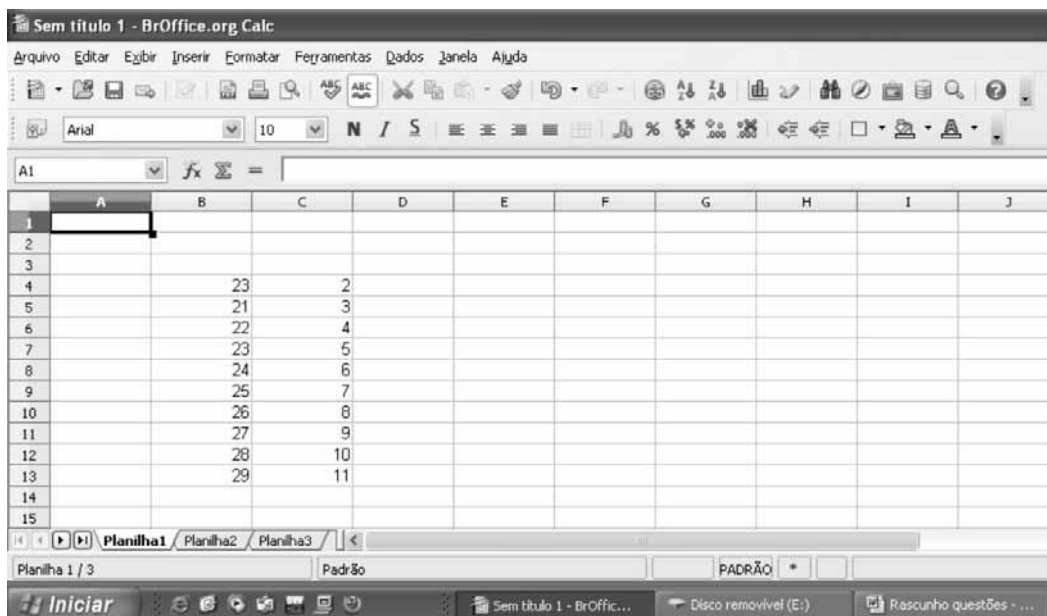 Sem título 1 - BrOffice.org Calc
Arquivo Editar Exibir Inserir Formatar Ferramentas Dados Janela Ajuda
Arial 10 N I S
A1 fx Σ =
A B C D E F G H I J
1
2
3
4 23 2
5 21 3
6 22 4
7 23 5
8 24 6
9 25 7
10 26 8
11 27 9
12 28 10
13 29 11
14
15
Planilha1 Planilha2 Planilha3
Planilha 1 / 3 Padrão PADRÃO *
Iniciar Sem título 1 - BrOffic... Disco removível (E:) Rascunho questões - ...